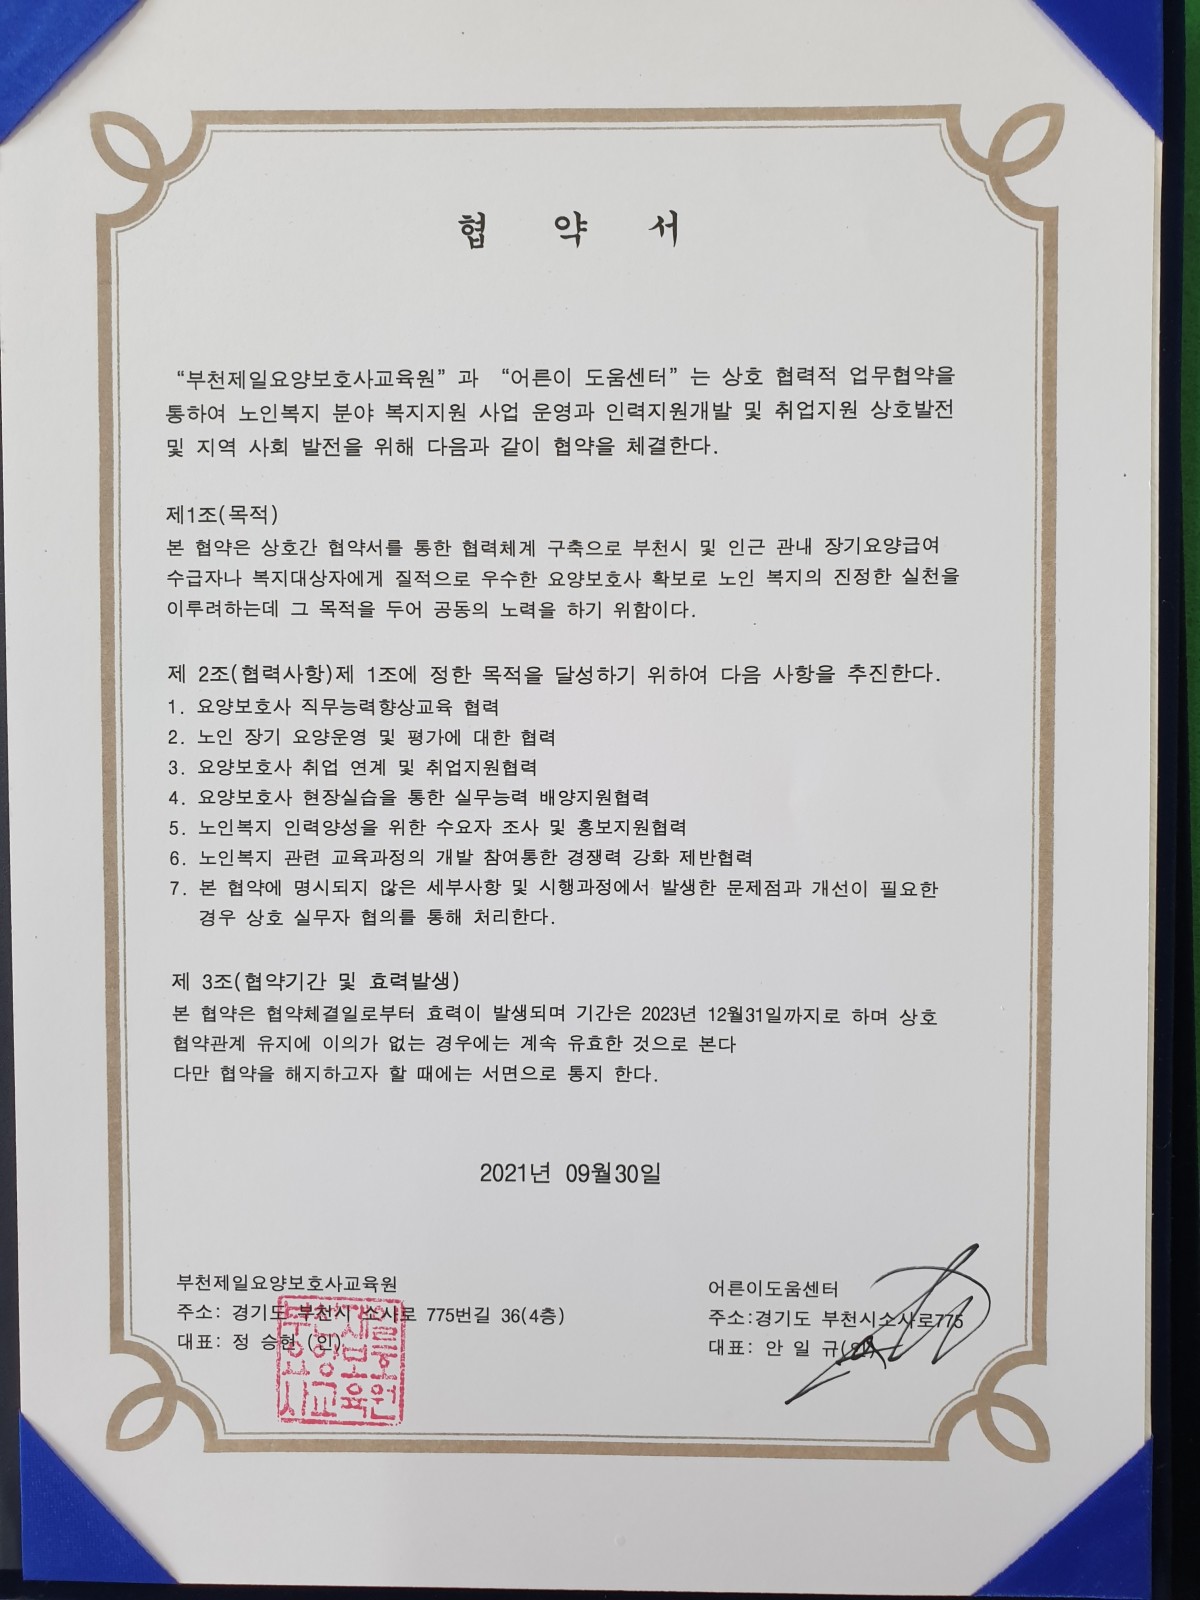 협 약 서
“부천제일요양보호사교육원” 과 “어른이 도움센터” 는 상호 협력적 업무협약을
통하여 노인복지 분야 복지지원 사업 운영과 인력지원개발 및 취업지원 상호발전
및 지역 사회 발전을 위해 다음과 같이 협약을 체결한다.
제1조(목적)
본 협약은 상호간 협약서를 통한 협력체계 구축으로 부천시 및 인근 관내 장기요양급여
수급자나 복지대상자에게 질적으로 우수한 요양보호사 확보로 노인 복지의 진정한 실천을
이루려하는데 그 목적을 두어 공동의 노력을 하기 위함이다.
제 2조(협력사항)제 1조에 정한 목적을 달성하기 위하여 다음 사항을 추진한다.
1. 요양보호사 직무능력향상교육 협력
2. 노인 장기 요양운영 및 평가에 대한 협력
3. 요양보호사 취업 연계 및 취업지원협력
4. 요양보호사 현장실습을 통한 실무능력 배양지원협력
5. 노인복지 인력양성을 위한 수요자 조사 및 홍보지원협력
6. 노인복지 관련 교육과정의 개발 참여통한 경쟁력 강화 제반협력
7. 본 협약에 명시되지 않은 세부사항 및 시행과정에서 발생한 문제점과 개선이 필요한
경우 상호 실무자 협의를 통해 처리한다.
제 3조(협약기간 및 효력발생)
본 협약은 협약체결일로부터 효력이 발생되며 기간은 2023년 12월31일까지로 하며 상호
협약관계 유지에 이의가 없는 경우에는 계속 유효한 것으로 본다
다만 협약을 해지하고자 할 때에는 서면으로 통지 한다.
2021년 09월30일
부천제일요양보호사교육원
주소: 경기도 부천시 소사로 775번길 36(4층)
대표: 정 승현 (인)
부천제일
요양보호
사교육원
어른이도움센터
주소:경기도 부천시소사로775
대표: 안 일 규(인)